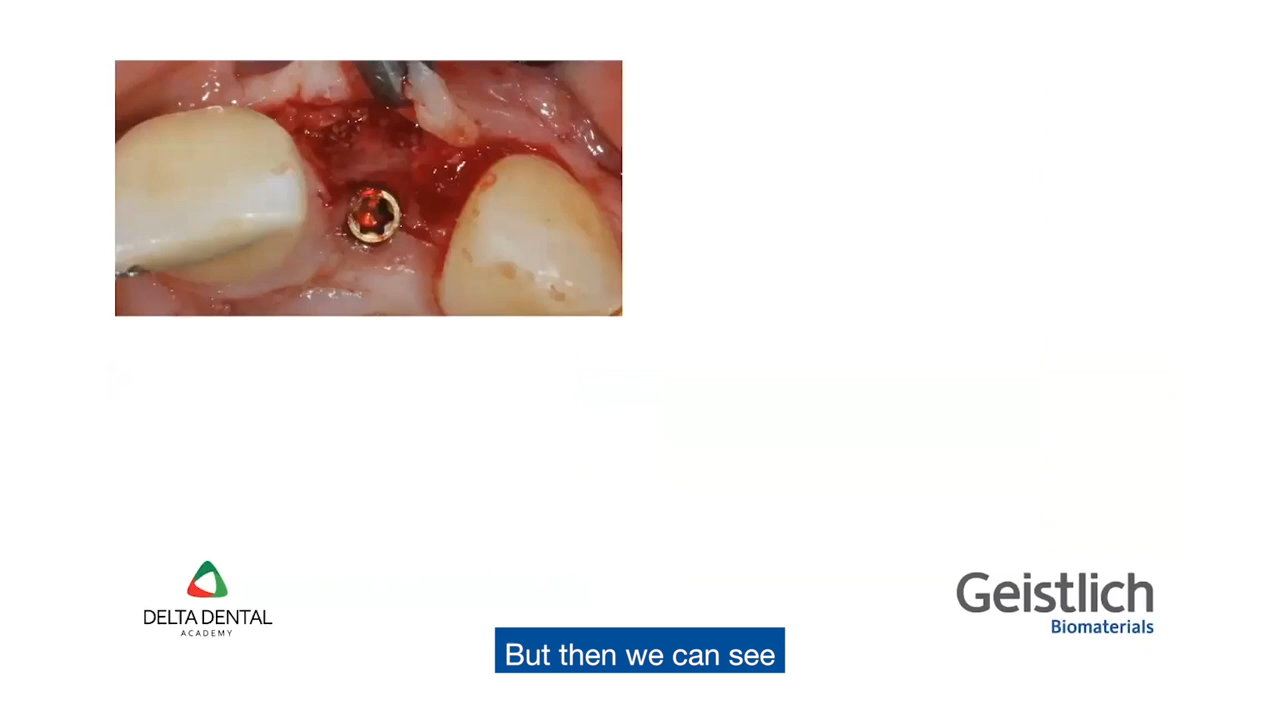 DELTA DENTAL
ACADEMY
Geistlich
Biomaterials
But then we can see